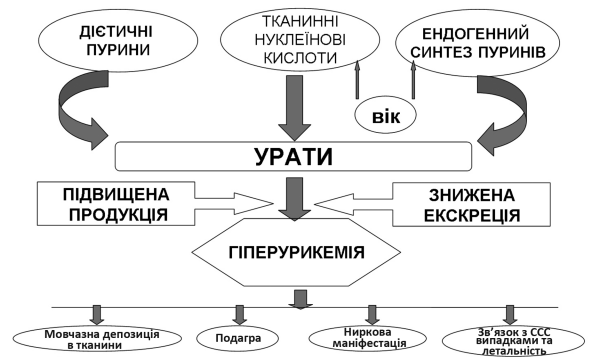 ДІЄТИЧНІ
ПУРИНИ
ТКАНИННІ
НУКЛЕЇНОВІ
КИСЛОТИ
ЕНДОГЕННИЙ
СИНТЕЗ ПУРИНІВ
вік
УРАТИ
ПІДВИЩЕНА
ПРОДУКЦІЯ
ЗНИЖЕНА
ЕКСКРЕЦІЯ
ГІПЕРУРИКЕМІЯ
Мовчазна депозиція
в тканини
Подагра
Ниркова
маніфестація
Зв’язок з ССС
випадками та
летальність